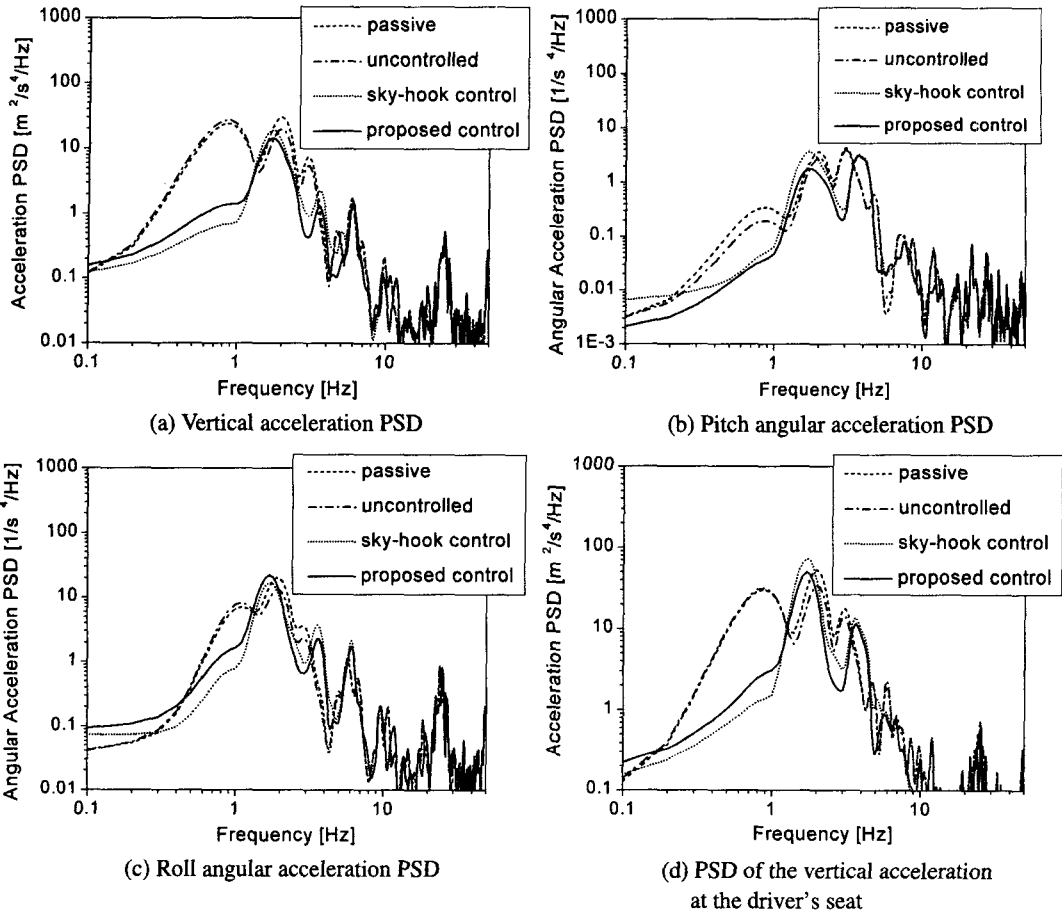 Acceleration PSD [m ²/s⁴/Hz]
1000
100
10
1
0.1
0.01
passive
uncontrolled
sky-hook control
proposed control
0.1
1
10
Frequency [Hz]
(a) Vertical acceleration PSD
Angular Acceleration PSD [1/s ⁴/Hz]
1000
100
10
1
0.1
0.01
1E-3
passive
uncontrolled
sky-hook control
proposed control
0.1
1
10
Frequency [Hz]
(b) Pitch angular acceleration PSD
Angular Acceleration PSD [1/s ⁴/Hz]
1000
100
10
1
0.1
0.01
passive
uncontrolled
sky-hook control
proposed control
0.1
1
10
Frequency [Hz]
(c) Roll angular acceleration PSD
Acceleration PSD [m ²/s⁴/Hz]
1000
100
10
1
0.1
passive
uncontrolled
sky-hook control
proposed control
0.1
1
10
Frequency [Hz]
(d) PSD of the vertical acceleration
at the driver's seat